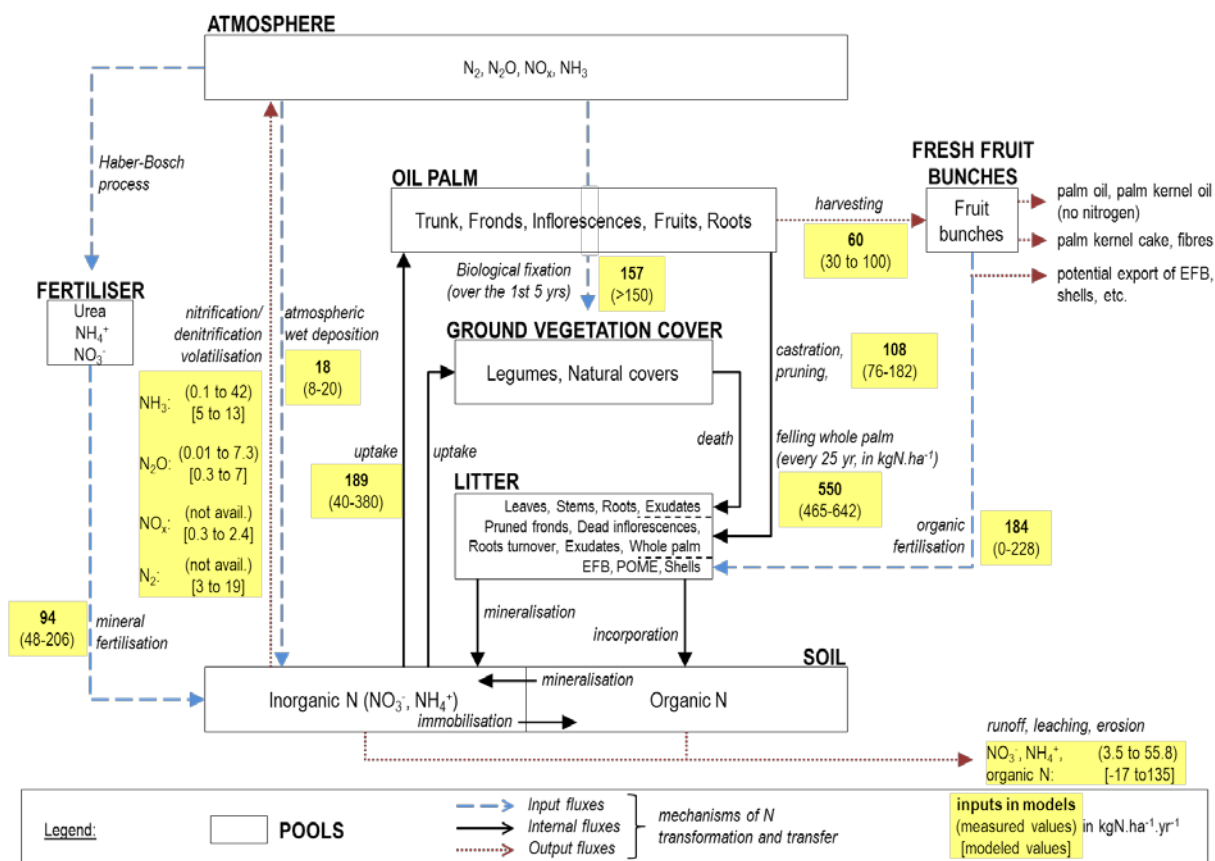 ATMOSPHERE
N₂, N₂O, NOₓ, NH₃
Haber-Bosch
process
OIL PALM
Trunk, Fronds, Inflorescences, Fruits, Roots
harvesting
60
(30 to 100)
FRESH FRUIT
BUNCHES
Fruit
bunches
palm oil, palm kernel oil
(no nitrogen)
palm kernel cake, fibres
potential export of EFB,
shells, etc.
FERTILISER
Urea
NH₄⁺
NO₃⁻
nitrification/
denitrification
volatilisation
NH₃: (0.1 to 42)
[5 to 13]
N₂O: (0.01 to 7.3)
[0.3 to 7]
NOₓ: (not avail.)
[0.3 to 2.4]
N₂: (not avail.)
[3 to 19]
atmospheric
wet deposition
18
(8-20)
Biological fixation
(over the 1st 5 yrs)
157
(>150)
GROUND VEGETATION COVER
Legumes, Natural covers
castration,
pruning,
108
(76-182)
death
felling whole palm
(every 25 yr, in kgN.ha⁻¹)
550
(465-642)
uptake
189
(40-380)
uptake
LITTER
Leaves, Stems, Roots, Exudates
Pruned fronds, Dead inflorescences,
Roots turnover, Exudates, Whole palm
EFB, POME, Shells
organic
fertilisation
184
(0-228)
94
(48-206)
mineral
fertilisation
mineralisation
incorporation
SOIL
Inorganic N (NO₃⁻, NH₄⁺)
mineralisation
immobilisation
Organic N
runoff, leaching, erosion
NO₃⁻, NH₄⁺, (3.5 to 55.8)
organic N: [-17 to135]
Legend:
POOLS
Input fluxes
Internal fluxes
Output fluxes
mechanisms of N
transformation and transfer
inputs in models
(measured values) in kgN.ha⁻¹.yr⁻¹
[modeled values]